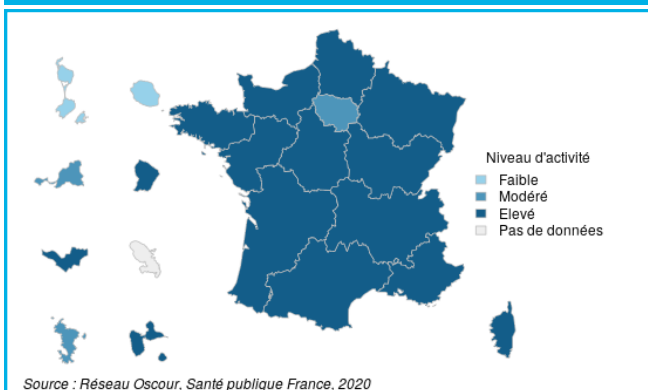 Niveau d'activité
Faible
Modéré
Elevé
Pas de données
Source : Réseau Oscour, Santé publique France, 2020